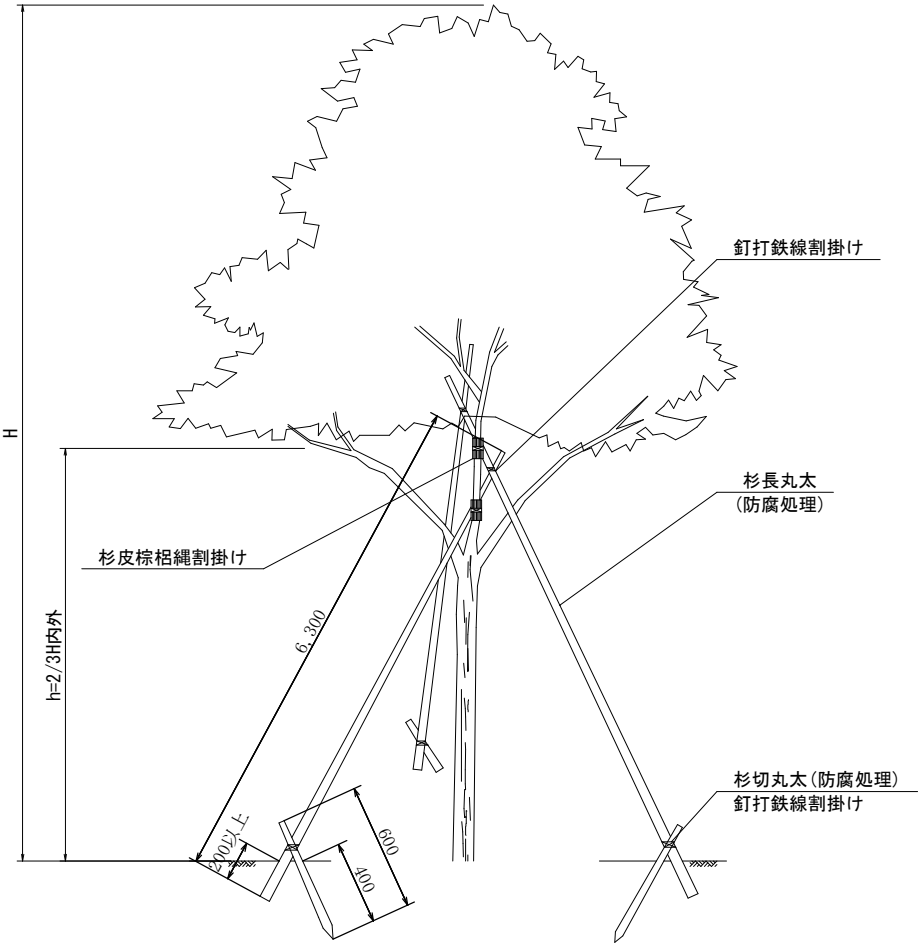 釘打鉄線割掛け
H
杉長丸太
(防腐処理)
杉皮棕梠縄割掛け
6,300
h=2/3H内外
杉切丸太(防腐処理)
釘打鉄線割掛け
200以上
600
400